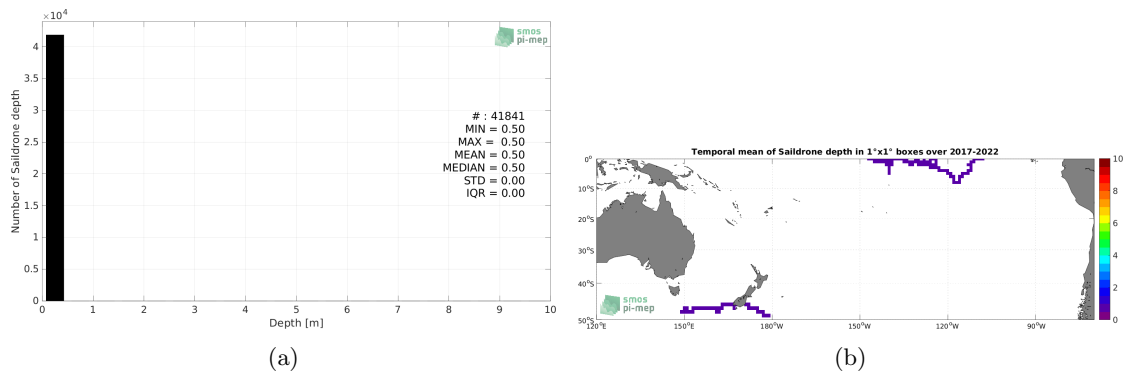 ×10⁴
4
3.5
3
2.5
2
1.5
1
0.5
0
Number of Saildrone depth
0 1 2 3 4 5 6 7 8 9 10
Depth [m]
smos
pi-mep
# : 41841
MIN = 0.50
MAX = 0.50
MEAN = 0.50
MEDIAN = 0.50
STD = 0.00
IQR = 0.00
(a)
Temporal mean of Saildrone depth in 1°x1° boxes over 2017-2022
0°
10°S
20°S
30°S
40°S
50°S
120°E 150°E 180°W 150°W 120°W 90°W
smos
pi-mep
10
8
6
4
2
0
(b)